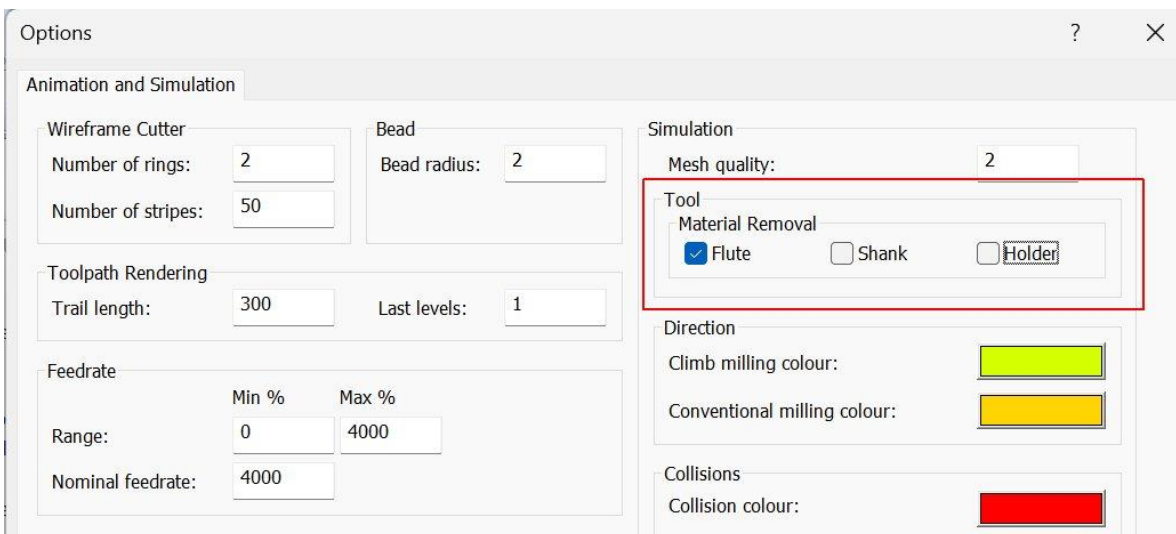 Options
?
Animation and Simulation
Wireframe Cutter
Number of rings: 2
Number of stripes: 50
Bead
Bead radius: 2
Toolpath Rendering
Trail length: 300 Last levels: 1
Feedrate
Min % Max %
Range: 0 4000
Nominal feedrate: 4000
Simulation
Mesh quality: 2
Tool
Material Removal
Flute Shank Holder
Direction
Climb milling colour:
Conventional milling colour:
Collisions
Collision colour: